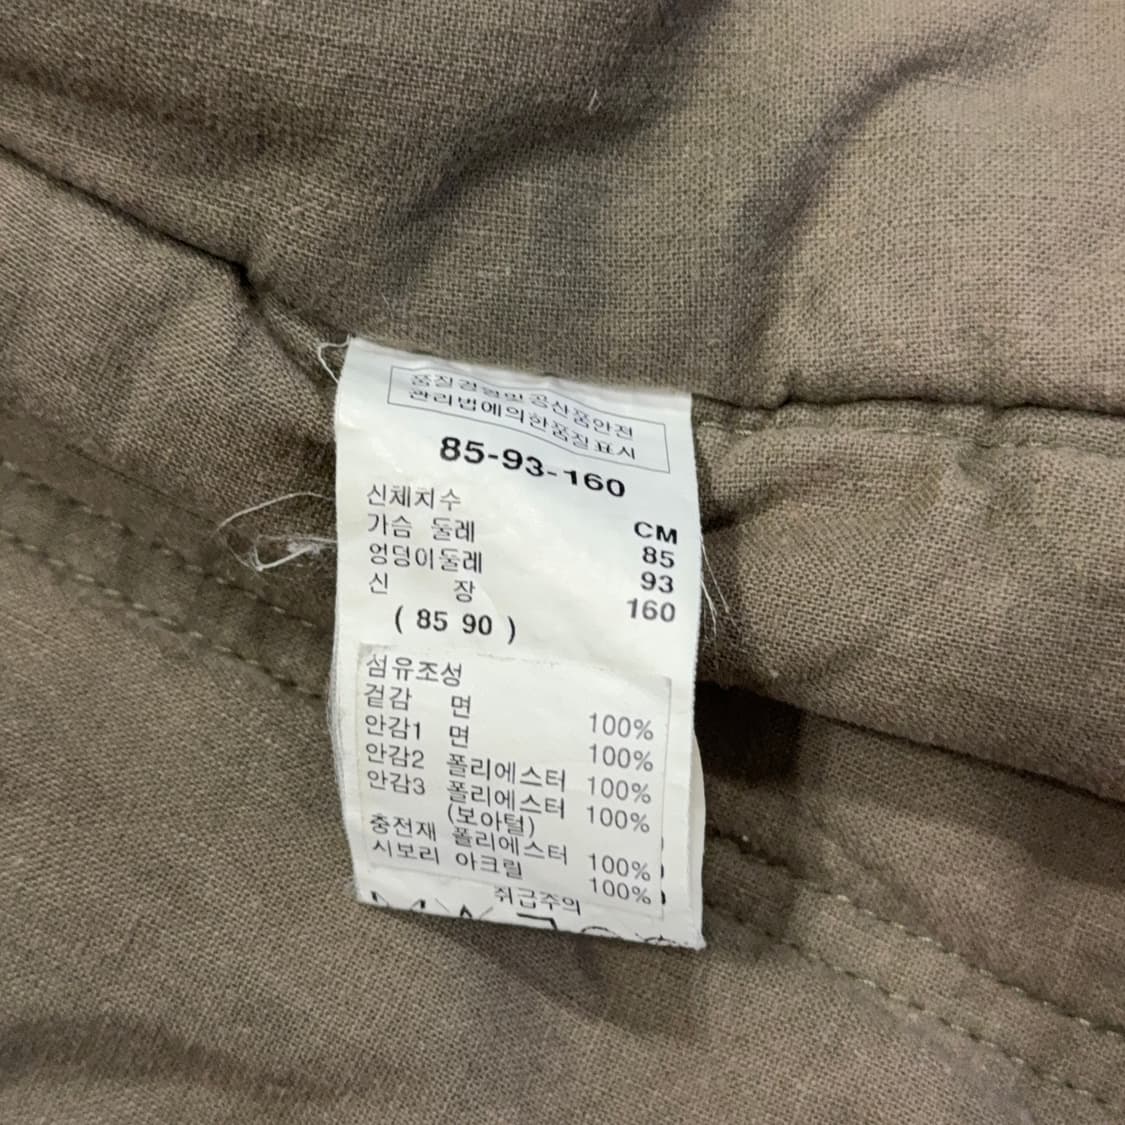 품질경영및 공산품안전
관리법에의한품질표시
85-93-160
신체치수 CM
가슴 둘레 85
엉덩이둘레 93
신 장 160
( 85 90 )
섬유조성
겉감 면 100%
안감1 면 100%
안감2 폴리에스터 100%
안감3 폴리에스터 100%
(보아털)
충전재 폴리에스터 100%
시보리 아크릴 100%
취급주의